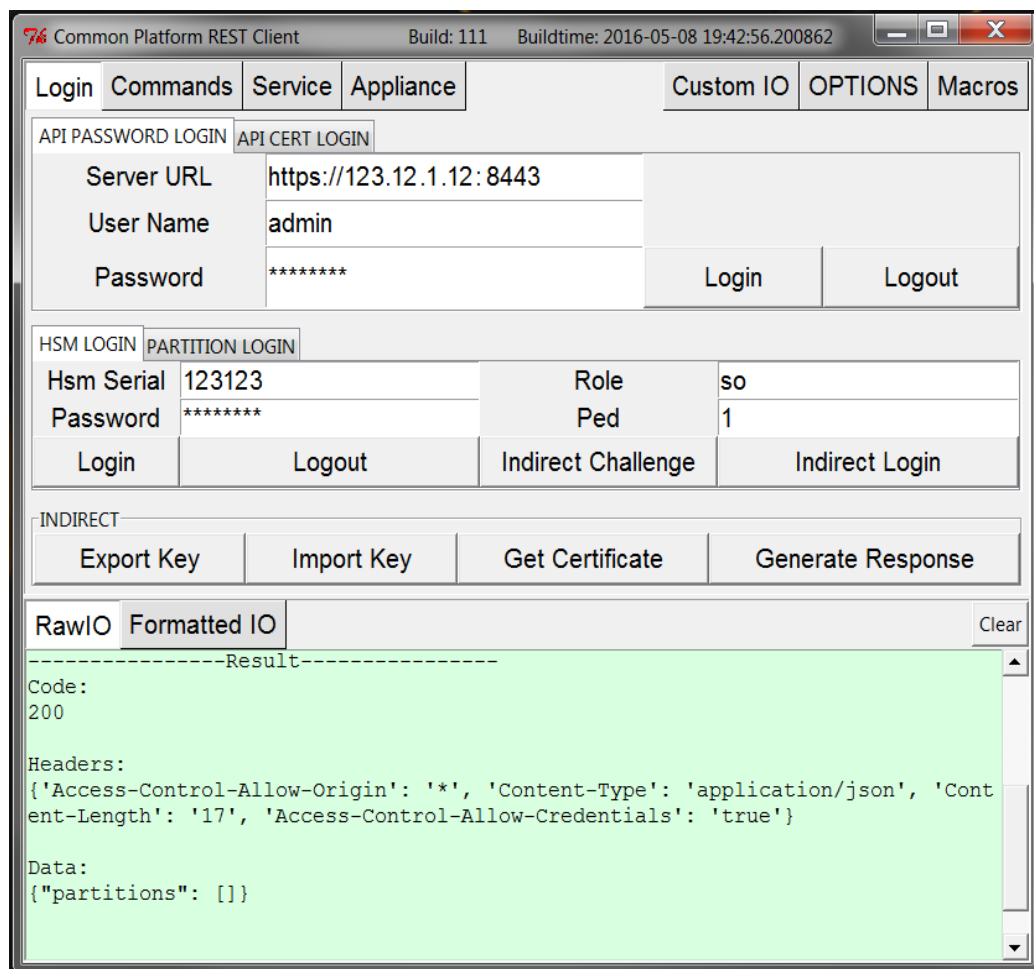 Common Platform REST Client Build: 111 Buildtime: 2016-05-08 19:42:56.200862
Login Commands Service Appliance Custom IO OPTIONS Macros
API PASSWORD LOGIN API CERT LOGIN
Server URL https://123.12.1.12:8443
User Name admin
Password ******** Login Logout
HSM LOGIN PARTITION LOGIN
Hsm Serial 123123 Role so
Password ******** Ped 1
Login Logout Indirect Challenge Indirect Login
INDIRECT
Export Key Import Key Get Certificate Generate Response
RawIO Formatted IO Clear
----------------Result----------------
Code:
200
Headers:
{'Access-Control-Allow-Origin': '*', 'Content-Type': 'application/json', 'Cont
ent-Length': '17', 'Access-Control-Allow-Credentials': 'true'}
Data:
{"partitions": []}